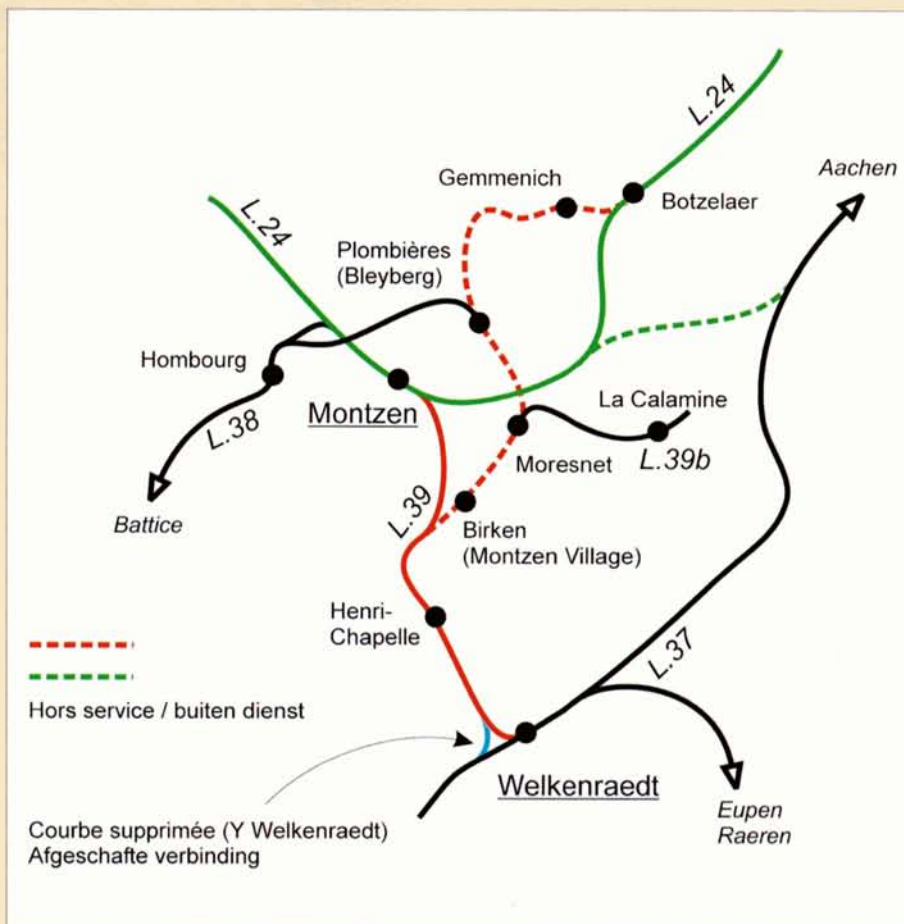 L.24
Aachen
Gemmenich
Botzelaer
L.24
Plombières
(Bleyberg)
Hombourg
La Calamine
Montzen
L.38
Moresnet
L.39b
L.39
Battice
Birken
(Montzen Village)
Henri-
Chapelle
L.37
Hors service / buiten dienst
Welkenraedt
Eupen
Raeren
Courbe supprimée (Y Welkenraedt)
Afgeschafte verbinding